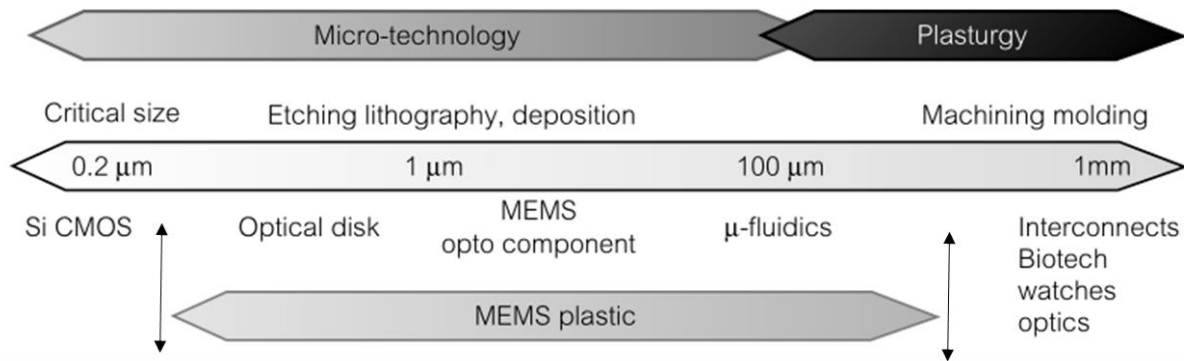 Micro-technology
Plasturgy
Critical size
Etching lithography, deposition
Machining molding
0.2 μm
1 μm
100 μm
1mm
Si CMOS
Optical disk
MEMS
opto component
μ-fluidics
Interconnects
Biotech
watches
optics
MEMS plastic